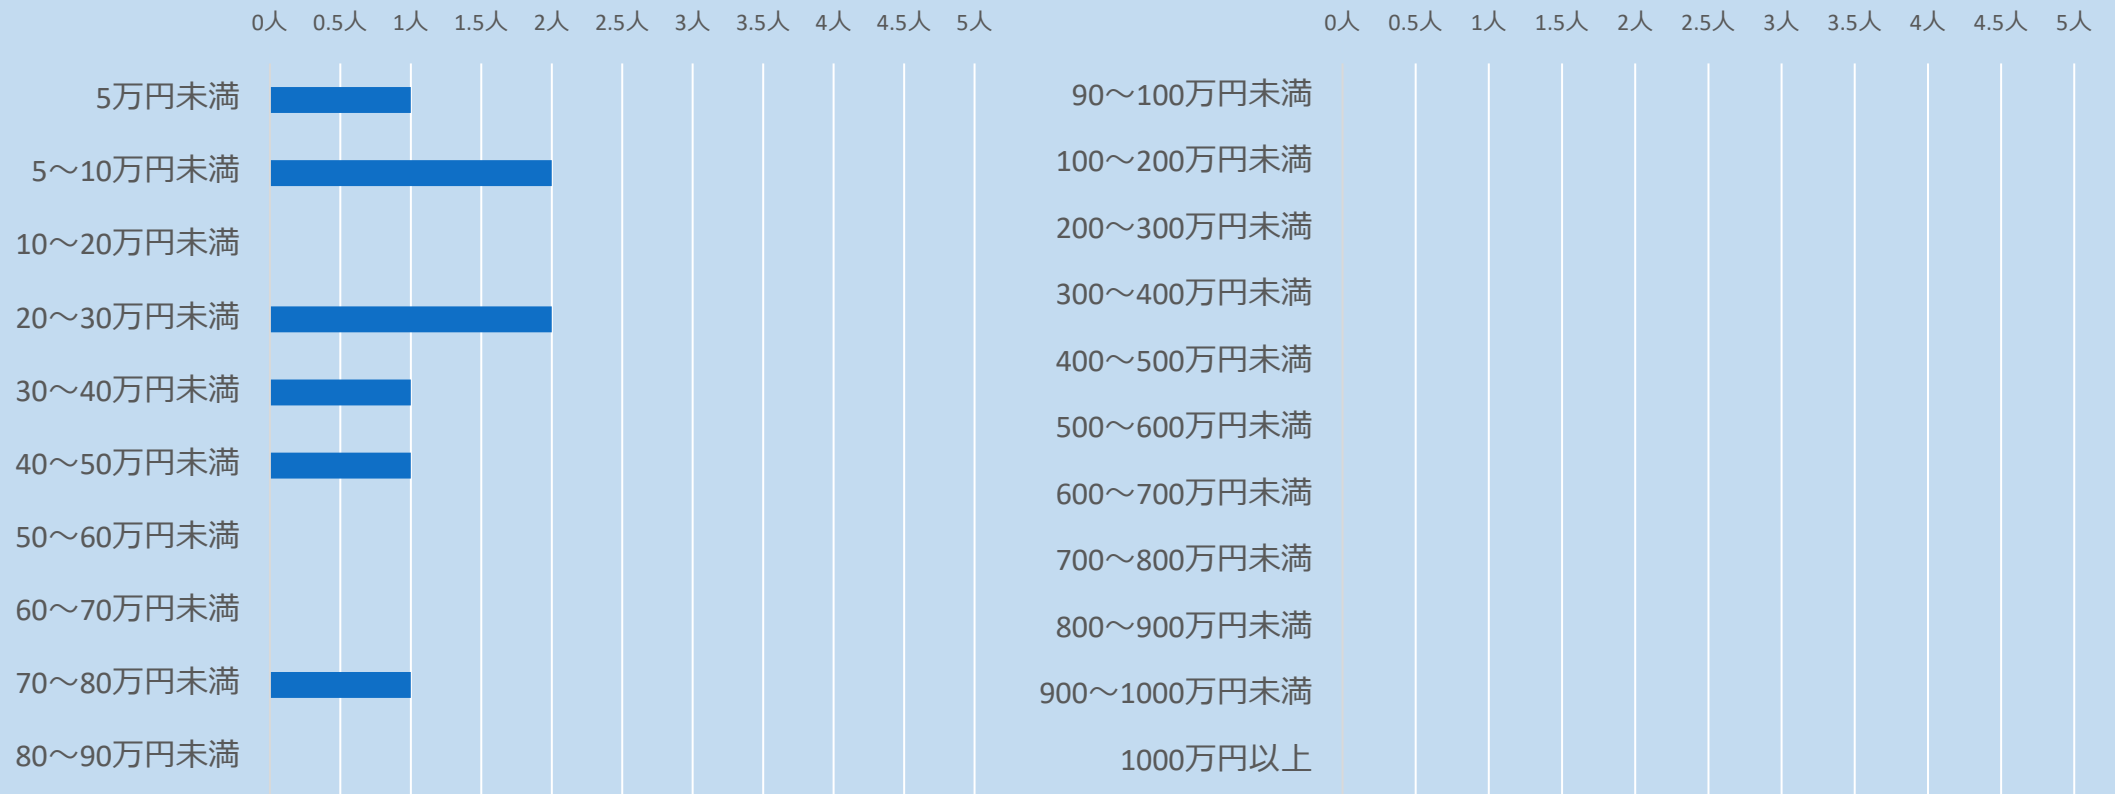 0人 0.5人 1人 1.5人 2人 2.5人 3人 3.5人 4人 4.5人 5人
5万円未満
5～10万円未満
10～20万円未満
20～30万円未満
30～40万円未満
40～50万円未満
50～60万円未満
60～70万円未満
70～80万円未満
80～90万円未満
0人 0.5人 1人 1.5人 2人 2.5人 3人 3.5人 4人 4.5人 5人
90～100万円未満
100～200万円未満
200～300万円未満
300～400万円未満
400～500万円未満
500～600万円未満
600～700万円未満
700～800万円未満
800～900万円未満
900～1000万円未満
1000万円以上